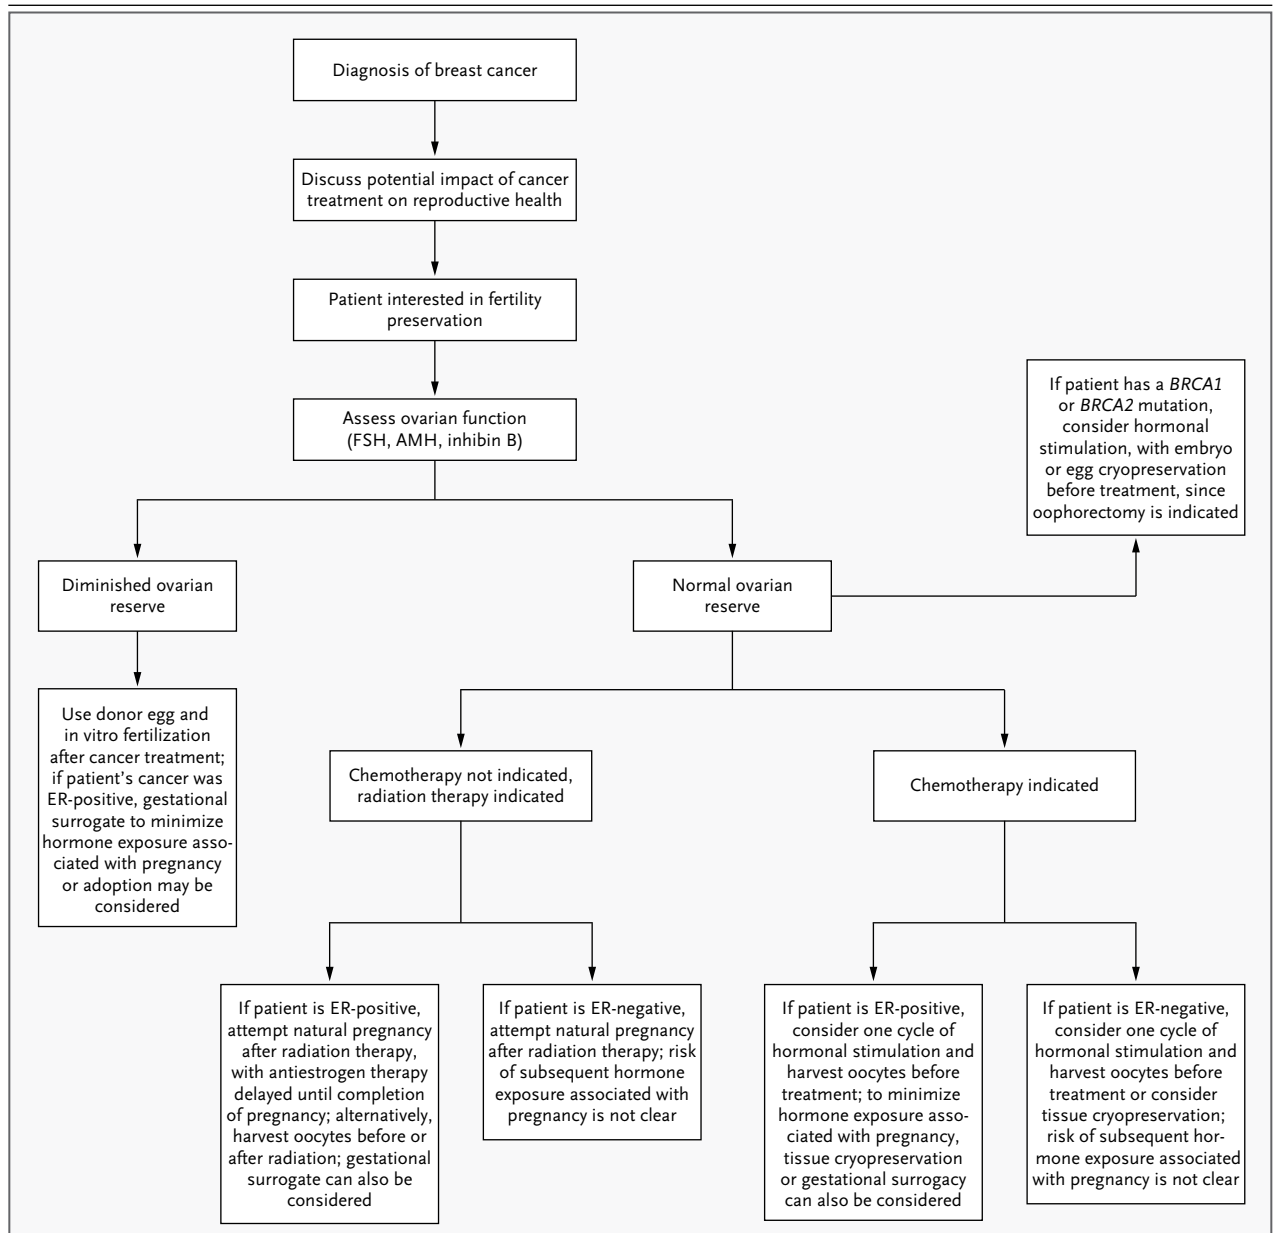 Diagnosis of breast cancer
Discuss potential impact of cancer
treatment on reproductive health
Patient interested in fertility
preservation
Assess ovarian function
(FSH, AMH, inhibin B)
If patient has a BRCA1
or BRCA2 mutation,
consider hormonal
stimulation, with embryo
or egg cryopreservation
before treatment, since
oophorectomy is indicated
Diminished ovarian
reserve
Normal ovarian
reserve
Use donor egg and
in vitro fertilization
after cancer treatment;
if patient's cancer was
ER-positive, gestational
surrogate to minimize
hormone exposure asso-
ciated with pregnancy
or adoption may be
considered
Chemotherapy not indicated,
radiation therapy indicated
Chemotherapy indicated
If patient is ER-positive,
attempt natural pregnancy
after radiation therapy,
with antiestrogen therapy
delayed until completion
of pregnancy; alternatively,
harvest oocytes before or
after radiation; gestational
surrogate can also be
considered
If patient is ER-negative,
attempt natural pregnancy
after radiation therapy; risk
of subsequent hormone
exposure associated with
pregnancy is not clear
If patient is ER-positive,
consider one cycle of
hormonal stimulation and
harvest oocytes before
treatment; to minimize
hormone exposure asso-
ciated with pregnancy,
tissue cryopreservation
or gestational surrogacy
can also be considered
If patient is ER-negative,
consider one cycle of
hormonal stimulation and
harvest oocytes before
treatment or consider
tissue cryopreservation;
risk of subsequent hor-
mone exposure associated
with pregnancy is not clear